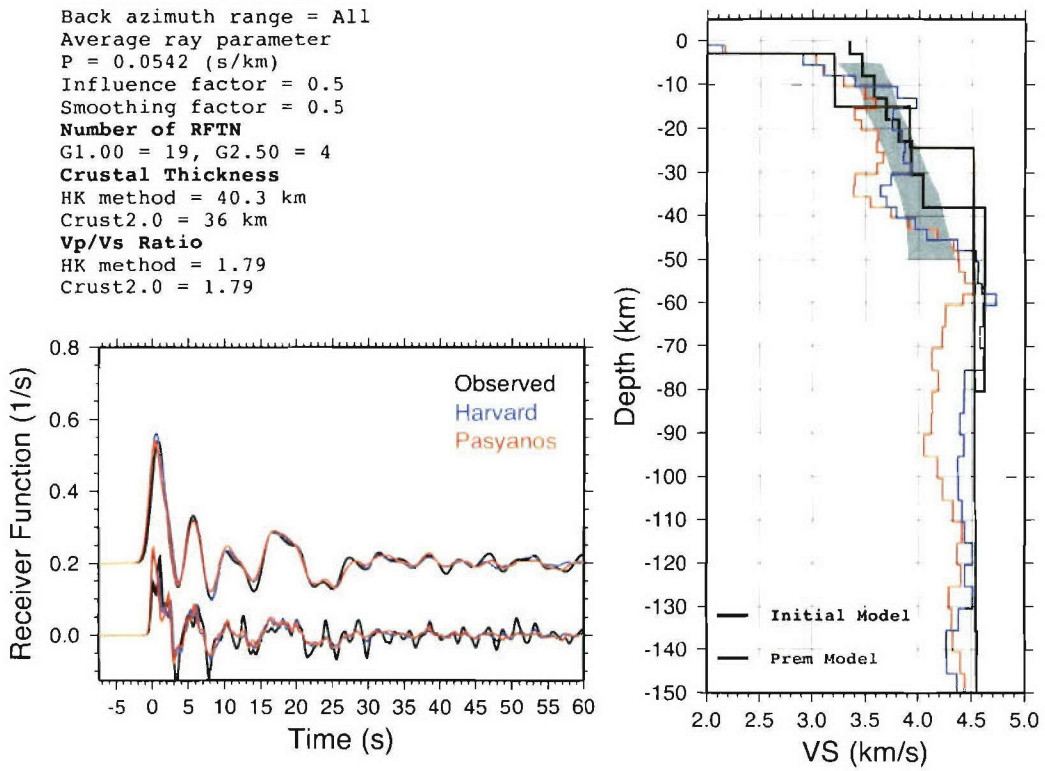 Back azimuth range = All
Average ray parameter
P = 0.0542 (s/km)
Influence factor = 0.5
Smoothing factor = 0.5
Number of RFTN
G1.00 = 19, G2.50 = 4
Crustal Thickness
HK method = 40.3 km
Crust2.0 = 36 km
Vp/Vs Ratio
HK method = 1.79
Crust2.0 = 1.79
Receiver Function (1/s)
0.8
0.6
0.4
0.2
0.0
Observed
Harvard
Pasyanos
-5 0 5 10 15 20 25 30 35 40 45 50 55 60
Time (s)
Depth (km)
0
-10
-20
-30
-40
-50
-60
-70
-80
-90
-100
-110
-120
-130
-140
-150
Initial Model
Prem Model
2.0 2.5 3.0 3.5 4.0 4.5 5.0
VS (km/s)